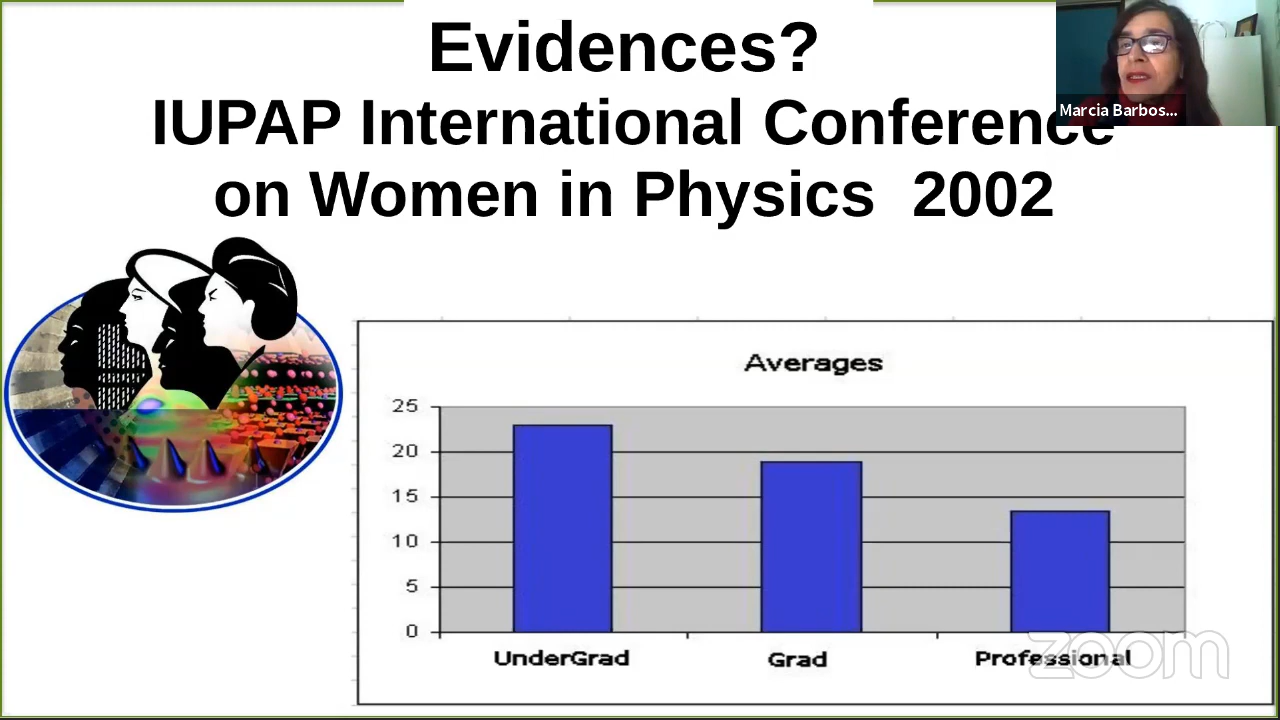 Evidences?
IUPAP International Conference
on Women in Physics 2002
Marcia Barbos...
Averages
25
20
15
10
5
0
UnderGrad
Grad
Professional
zoom